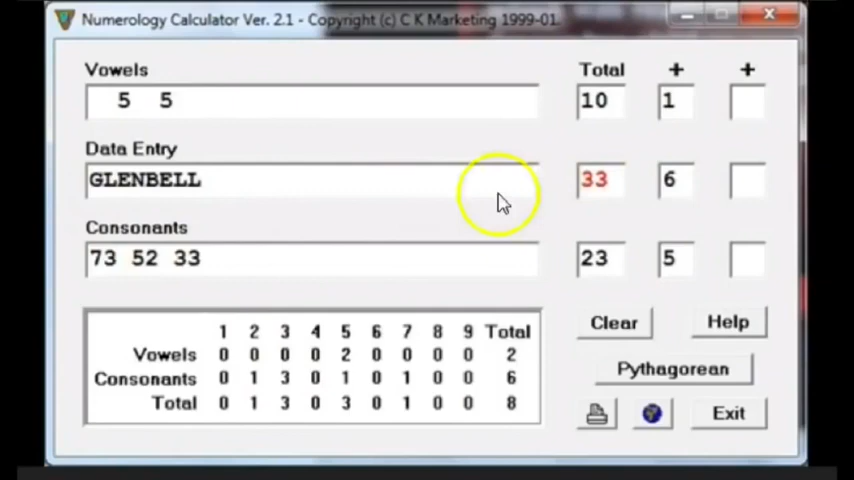 Numerology Calculator Ver. 2.1 - Copyright (c) C K Marketing 1999-01.
Vowels Total + +
5 5 10 1
Data Entry
GLENBELL 33 6
Consonants
73 52 33 23 5
1 2 3 4 5 6 7 8 9 Total
Vowels 0 0 0 0 2 0 0 0 0 2
Consonants 0 1 3 0 1 0 1 0 0 6
Total 0 1 3 0 3 0 1 0 0 8
Clear Help
Pythagorean
Exit